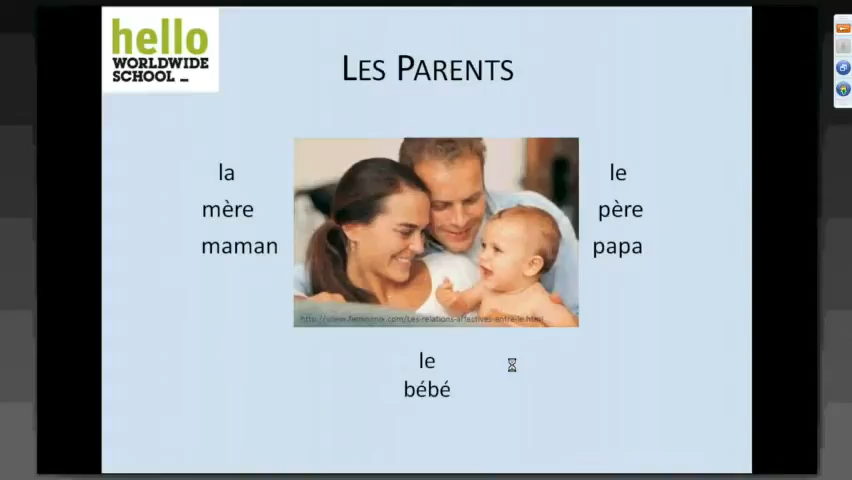 hello
WORLDWIDE
SCHOOL
LES PARENTS
la
mère
maman
le
père
papa
le
bébé